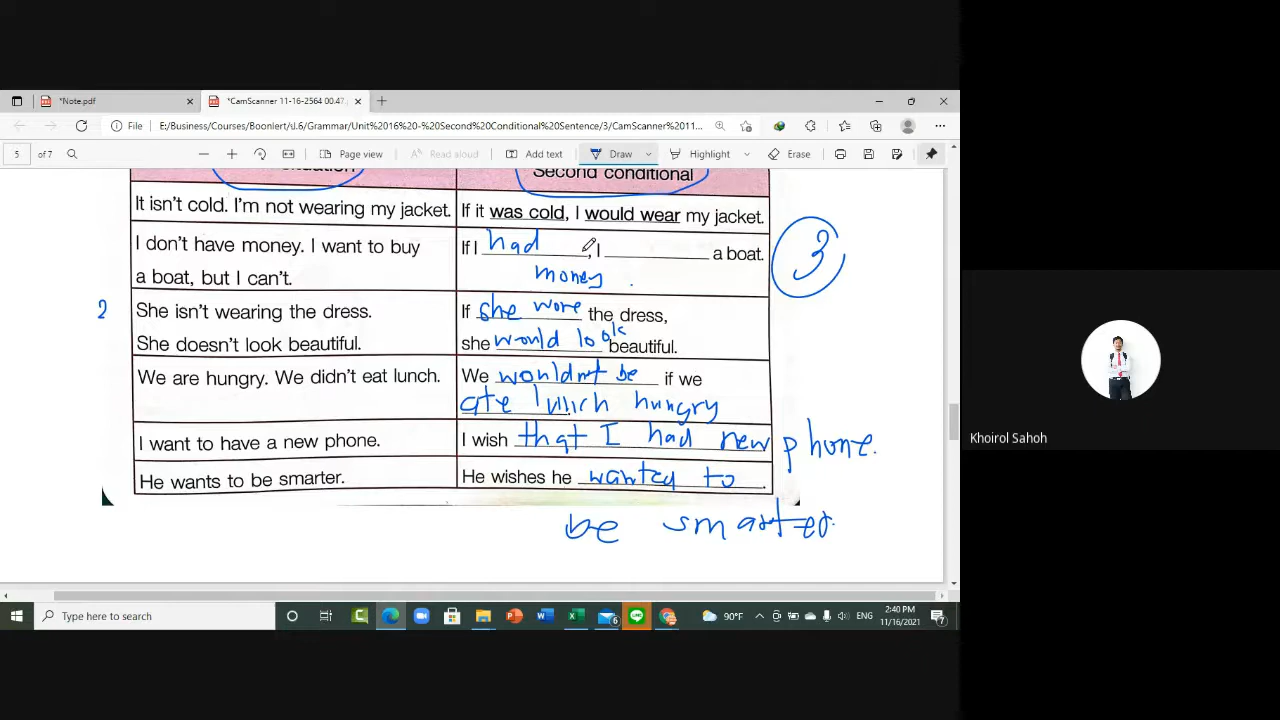 *Note.pdf
*CamScanner 11-16-2564 00.47.
File
E:/Business/Courses/Boonlert/ป.6/Grammar/Unit%2016%20-%20Second%20Conditional%20Sentence/3/CamScanner%2011...
5 of 7
Page view
Read aloud
Add text
Draw
Highlight
Erase
Second conditional
It isn't cold. I'm not wearing my jacket.
If it was cold, I would wear my jacket.
I don't have money. I want to buy
a boat, but I can't.
If I had , I a boat.
money .
3
2
She isn't wearing the dress.
She doesn't look beautiful.
If she wore the dress,
she would look beautiful.
We are hungry. We didn't eat lunch.
We wouldn't be if we
ate lunch hungry
I want to have a new phone.
I wish that I had new phone.
He wants to be smarter.
He wishes he wanted to .
be smarter.
Khoirol Sahoh
Type here to search
6
90°F
ENG
2:40 PM
11/16/2021
7